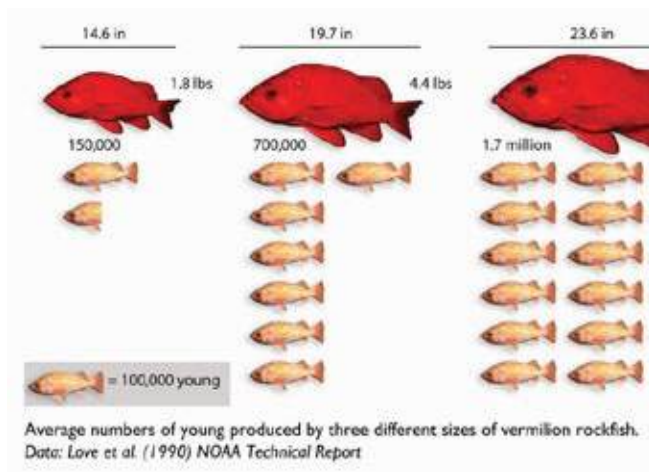 14.6 in
19.7 in
23.6 in
1.8 lbs
4.4 lbs
150,000
700,000
1.7 million
= 100,000 young
Average numbers of young produced by three different sizes of vermilion rockfish.
Data: Love et al. (1990) NOAA Technical Report